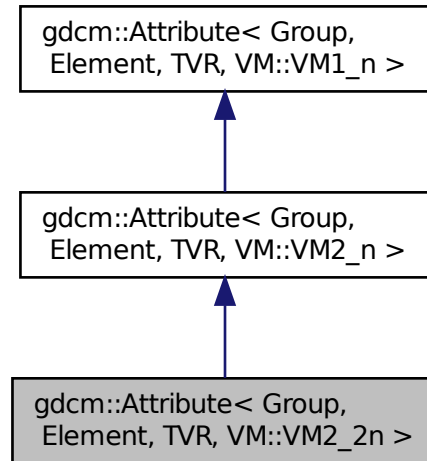 gdcm::Attribute< Group,
Element, TVR, VM::VM1_n >
gdcm::Attribute< Group,
Element, TVR, VM::VM2_n >
gdcm::Attribute< Group,
Element, TVR, VM::VM2_2n >